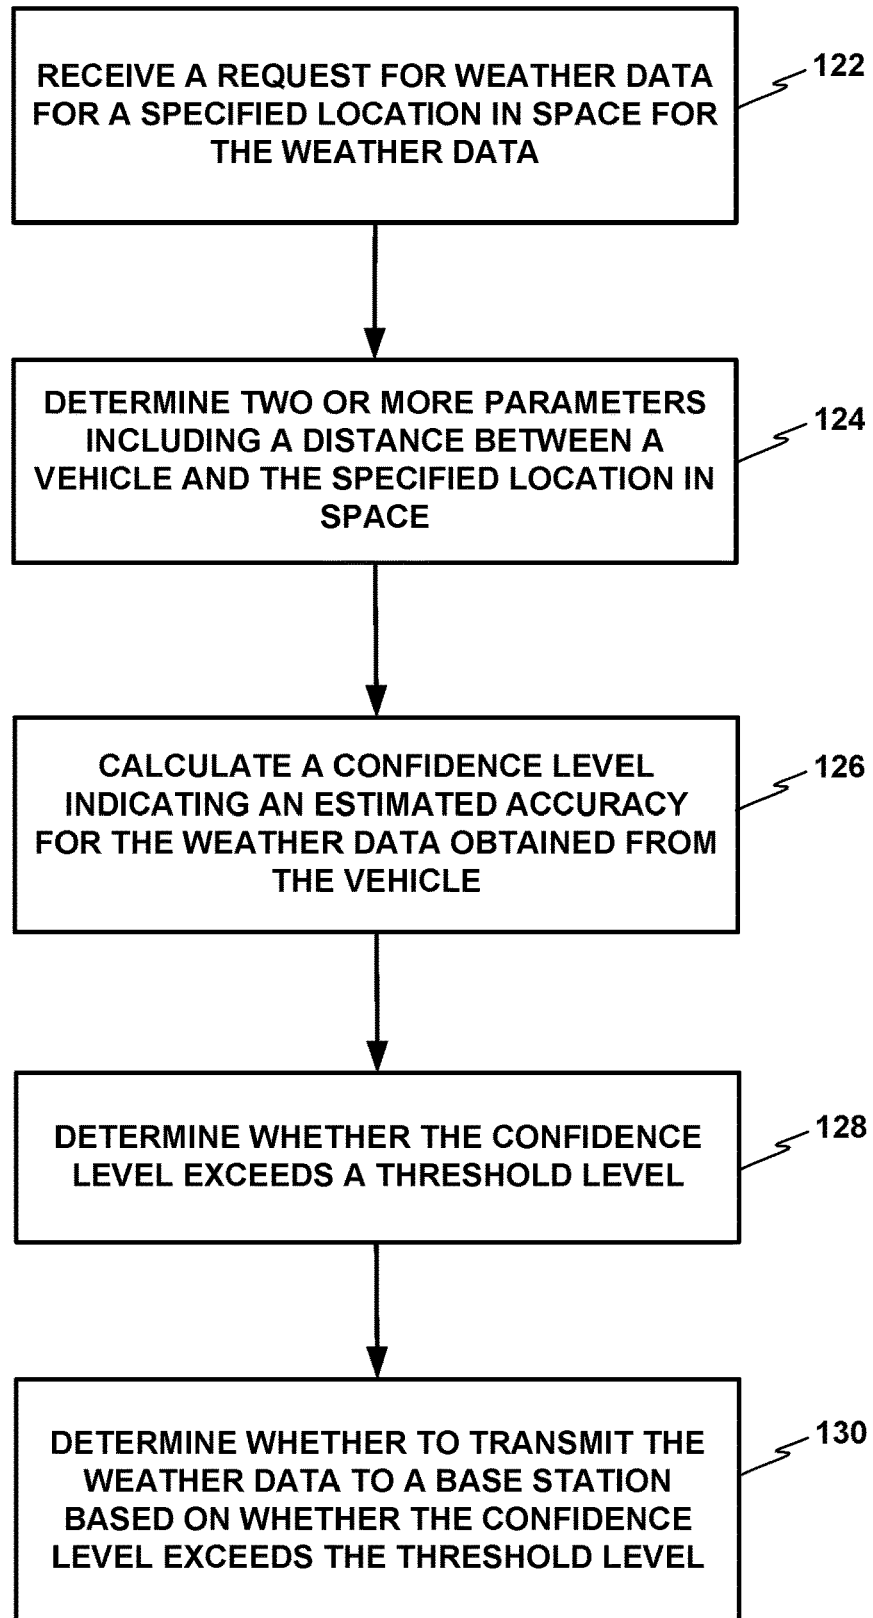 RECEIVE A REQUEST FOR WEATHER DATA
FOR A SPECIFIED LOCATION IN SPACE FOR
THE WEATHER DATA
122
DETERMINE TWO OR MORE PARAMETERS
INCLUDING A DISTANCE BETWEEN A
VEHICLE AND THE SPECIFIED LOCATION IN
SPACE
124
CALCULATE A CONFIDENCE LEVEL
INDICATING AN ESTIMATED ACCURACY
FOR THE WEATHER DATA OBTAINED FROM
THE VEHICLE
126
DETERMINE WHETHER THE CONFIDENCE
LEVEL EXCEEDS A THRESHOLD LEVEL
128
DETERMINE WHETHER TO TRANSMIT THE
WEATHER DATA TO A BASE STATION
BASED ON WHETHER THE CONFIDENCE
LEVEL EXCEEDS THE THRESHOLD LEVEL
130